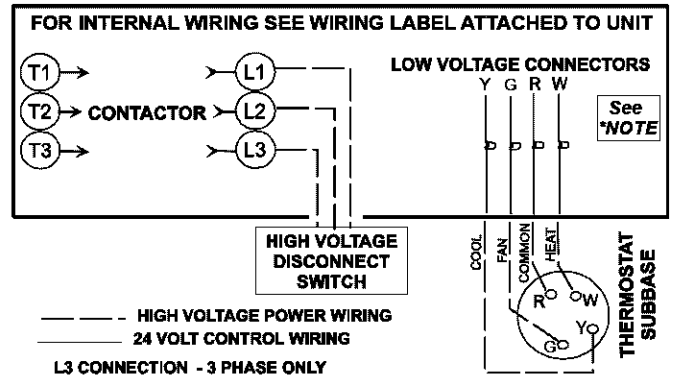 FOR INTERNAL WIRING SEE WIRING LABEL ATTACHED TO UNIT
T1 L1
LOW VOLTAGE CONNECTORS
Y G R W
T2 CONTACTOR L2
See
*NOTE
T3 L3
HIGH VOLTAGE
DISCONNECT
SWITCH
COOL
FAN
COMMON
HEAT
THERMOSTAT
SUBBASE
R W
Y
G
HIGH VOLTAGE POWER WIRING
24 VOLT CONTROL WIRING
L3 CONNECTION - 3 PHASE ONLY